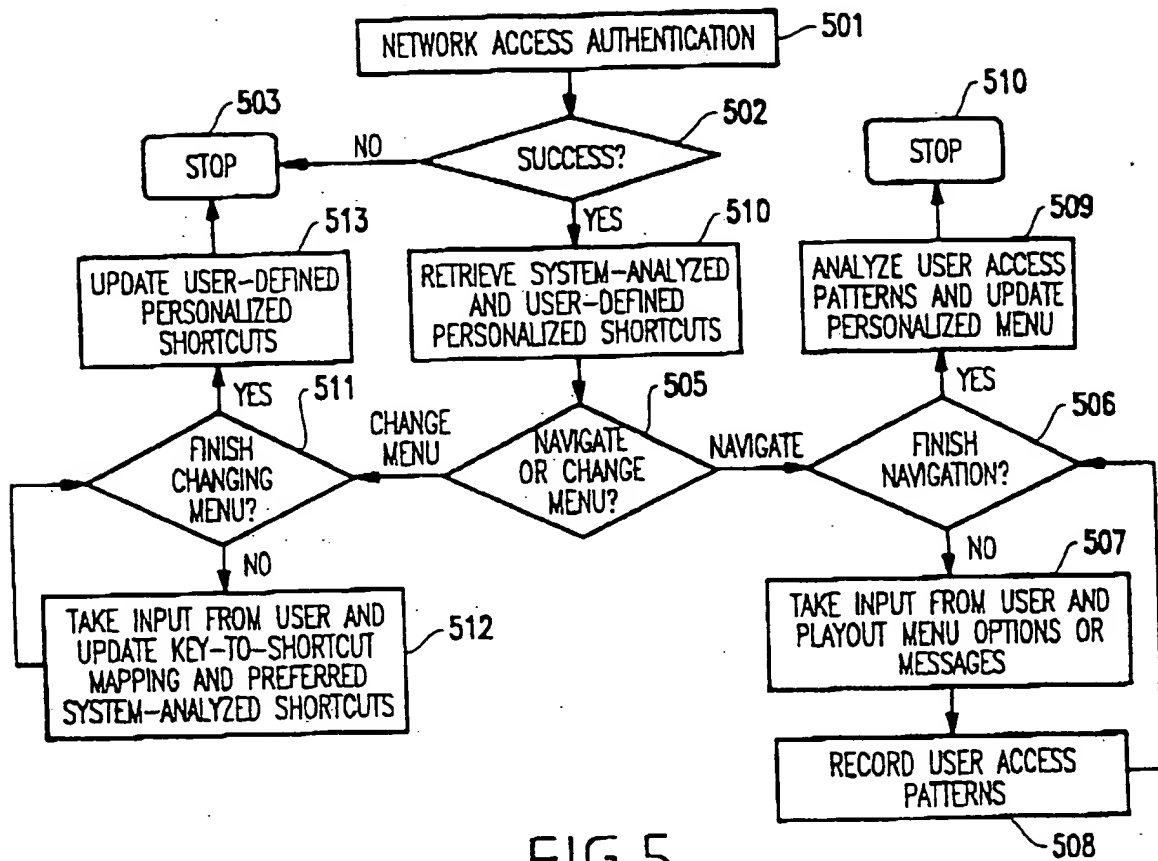 NETWORK ACCESS AUTHENTICATION
501
503
STOP
NO
SUCCESS?
502
510
STOP
YES
513
UPDATE USER-DEFINED
PERSONALIZED
SHORTCUTS
510
RETRIEVE SYSTEM-ANALYZED
AND USER-DEFINED
PERSONALIZED SHORTCUTS
509
ANALYZE USER ACCESS
PATTERNS AND UPDATE
PERSONALIZED MENU
YES
511
FINISH
CHANGING
MENU?
CHANGE
MENU
505
NAVIGATE
OR CHANGE
MENU?
NAVIGATE
YES
506
FINISH
NAVIGATION?
NO
TAKE INPUT FROM USER AND
UPDATE KEY-TO-SHORTCUT
MAPPING AND PREFERRED
SYSTEM-ANALYZED SHORTCUTS
512
NO
507
TAKE INPUT FROM USER AND
PLAYOUT MENU OPTIONS OR
MESSAGES
RECORD USER ACCESS
PATTERNS
508
FIG.5